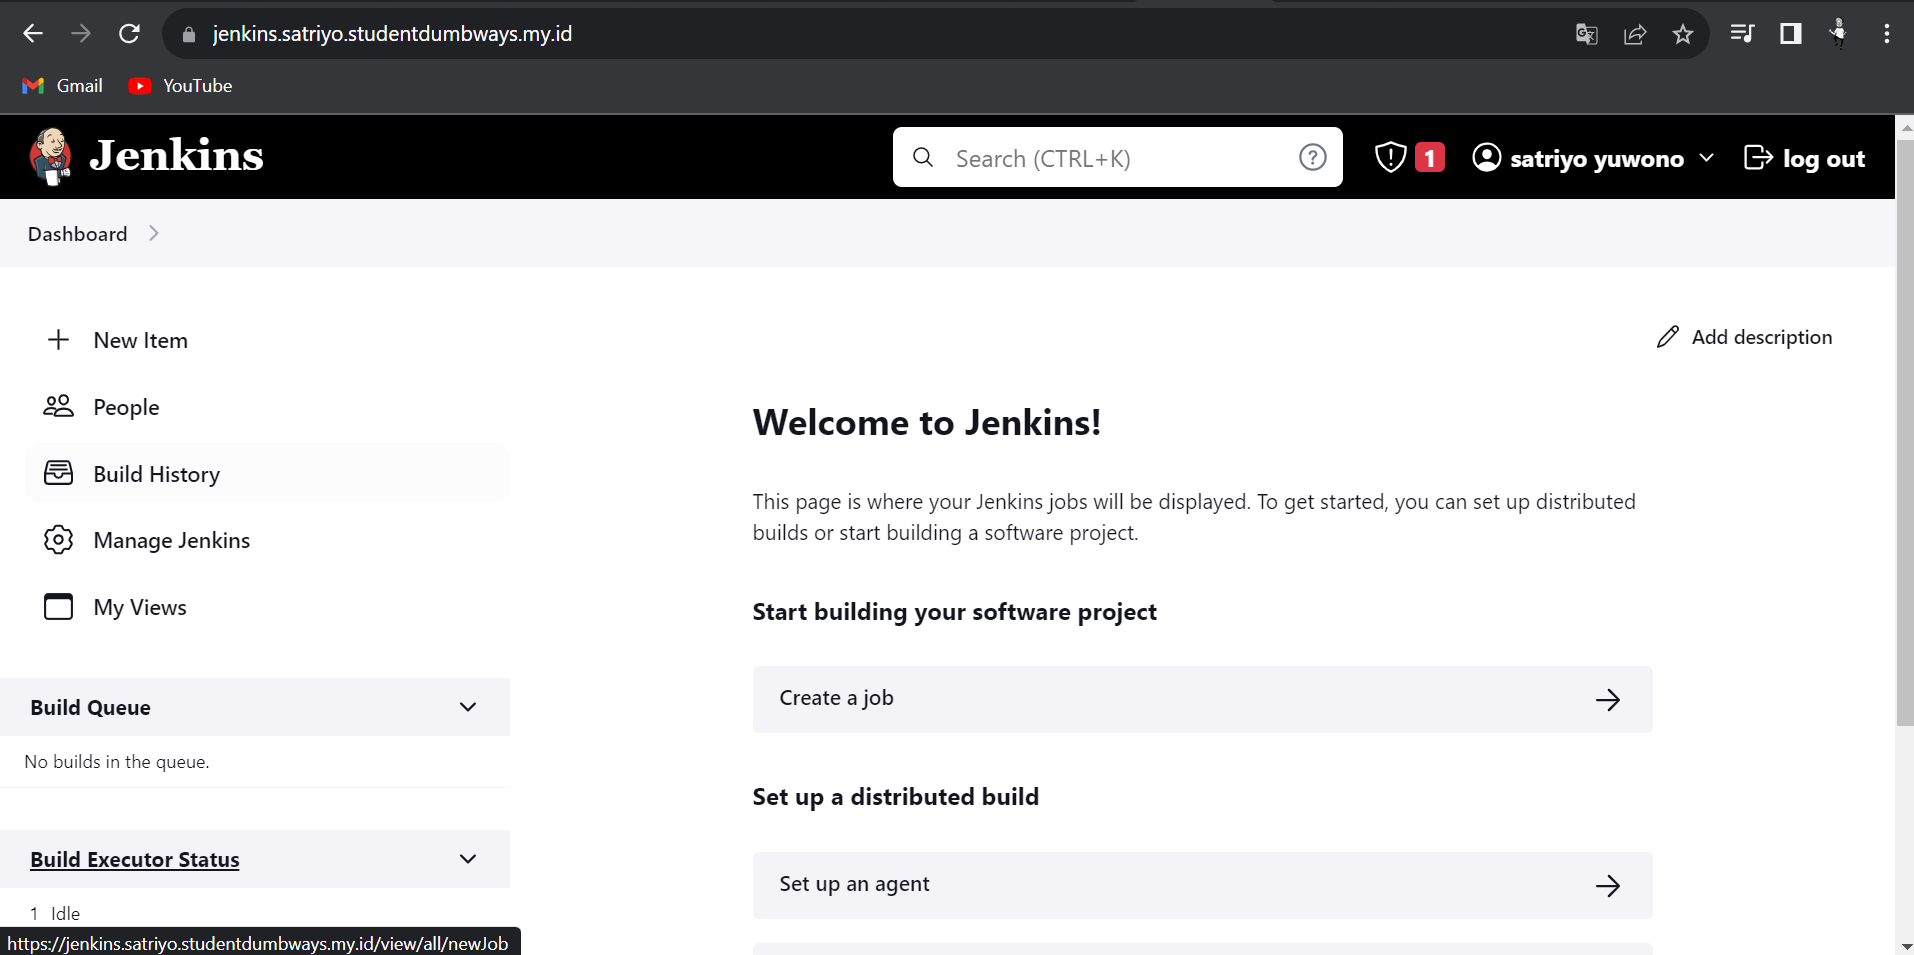 jenkins.satriyo.studentdumbways.my.id
Gmail YouTube
Jenkins
Search (CTRL+K)
1
satriyo yuwono
log out
Dashboard
New Item
People
Build History
Manage Jenkins
My Views
Build Queue
No builds in the queue.
Build Executor Status
1 Idle
Add description
Welcome to Jenkins!
This page is where your Jenkins jobs will be displayed. To get started, you can set up distributed
builds or start building a software project.
Start building your software project
Create a job
Set up a distributed build
Set up an agent
https://jenkins.satriyo.studentdumbways.my.id/view/all/newJob